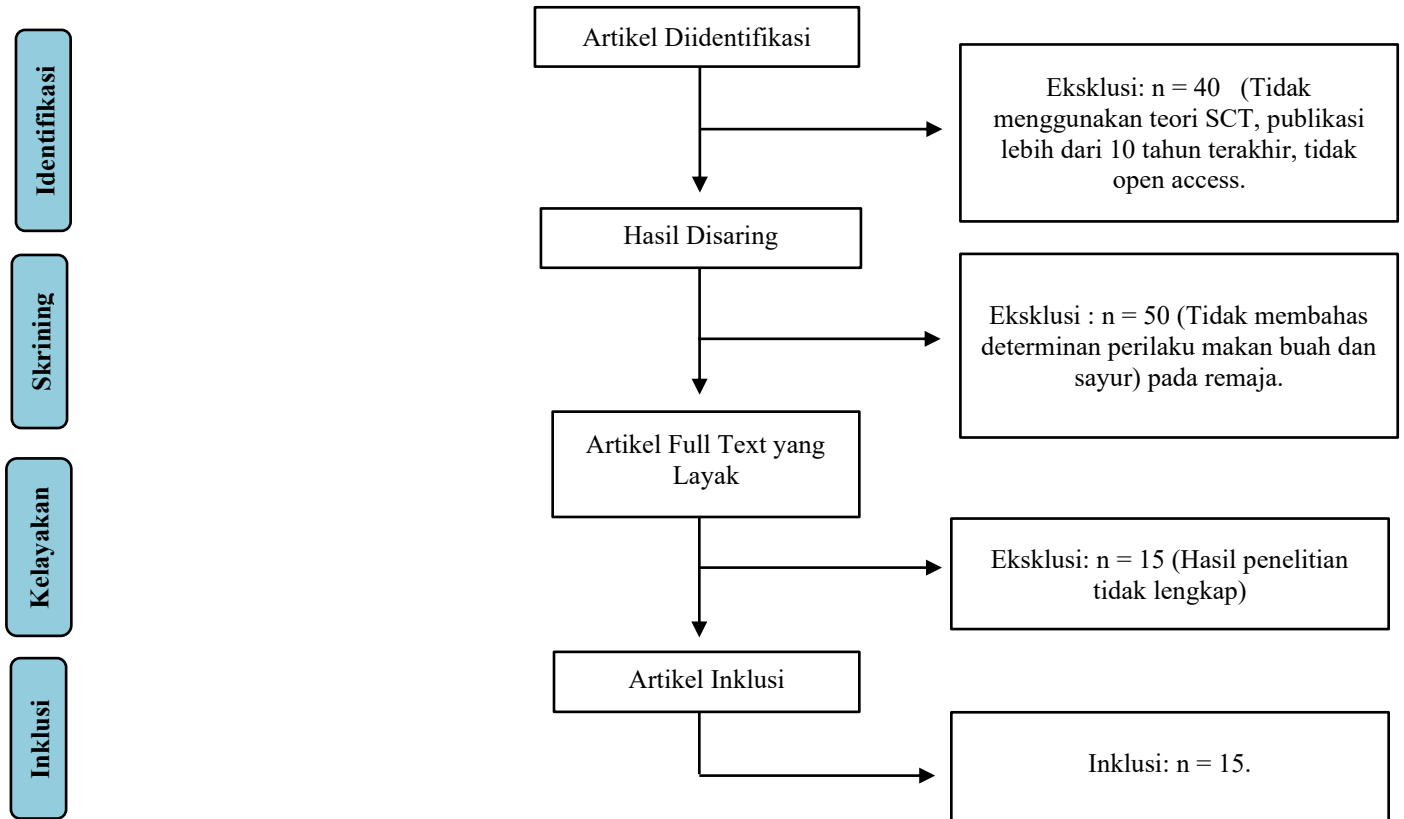 Identifikasi
Artikel Diidentifikasi
Eksklusi: n = 40 (Tidak
menggunakan teori SCT, publikasi
lebih dari 10 tahun terakhir, tidak
open access.
Hasil Disaring
Skrining
Eksklusi : n = 50 (Tidak membahas
determinan perilaku makan buah dan
sayur) pada remaja.
Artikel Full Text yang
Layak
Kelayakan
Eksklusi: n = 15 (Hasil penelitian
tidak lengkap)
Artikel Inklusi
Inklusi
Inklusi: n = 15.